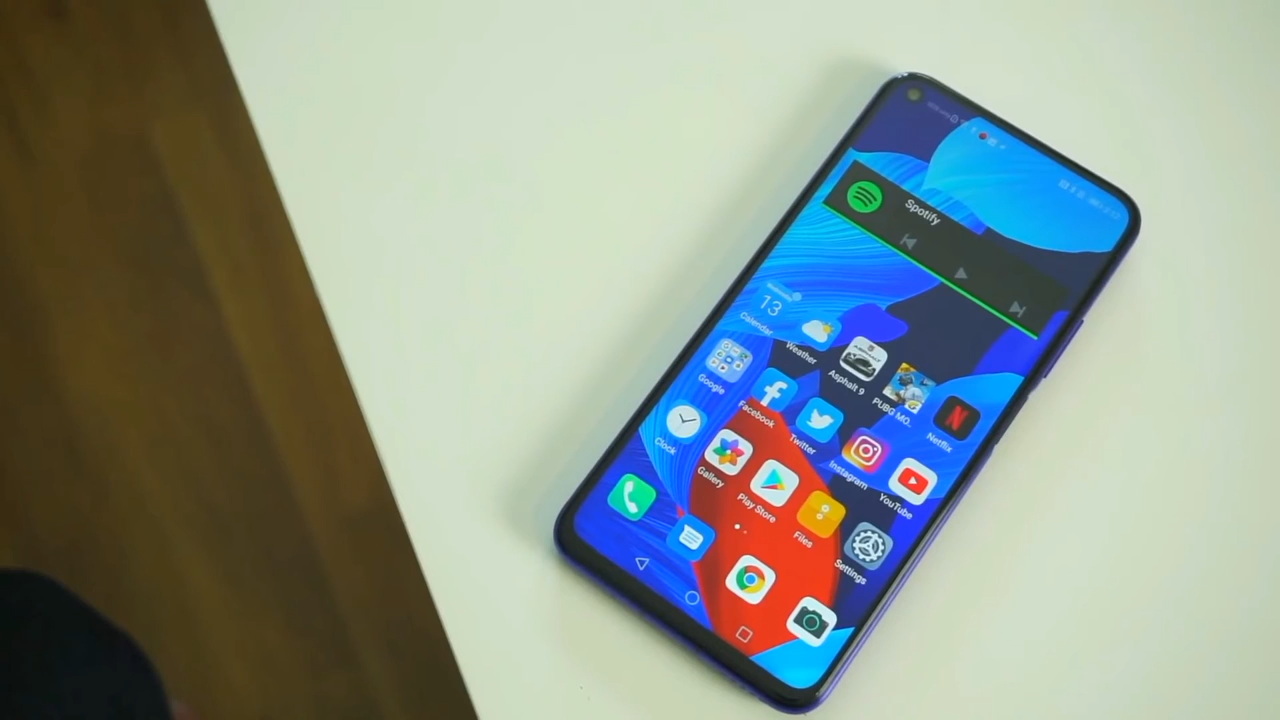 Spotify
13
Calendar
Weather
ASPHALT
Asphalt 9
PUBG MO..
Netflix
Google
Facebook
Twitter
Instagram
YouTube
Clock
Gallery
Play Store
Files
Settings